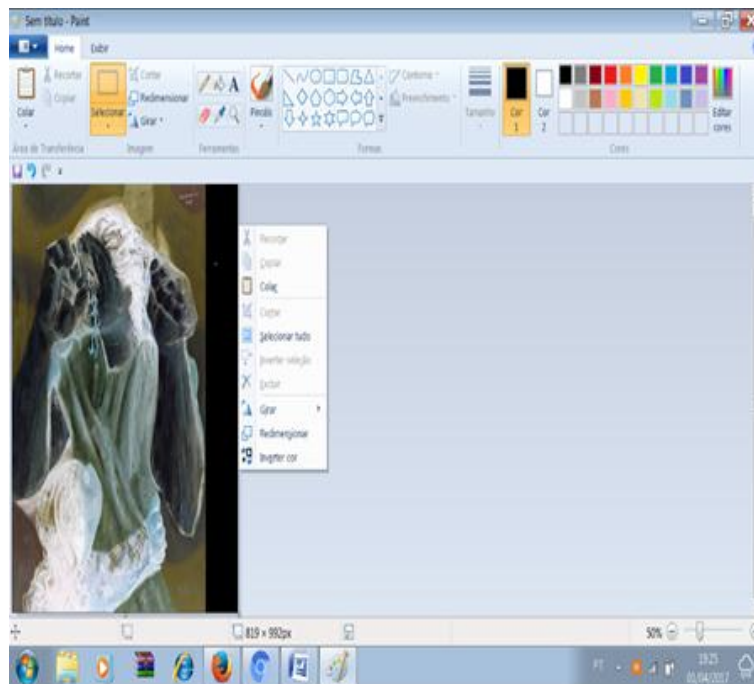 Sem título - Paint
Home Exibir
Colar
Recortar
Copiar
Área de Transferência
Selecionar
Cortar
Redimensionar
Girar
Imagem
A
Ferramentas
Pincéis
Contorno
Preenchimento
Formas
Tamanho
Cor 1
Cor 2
Editar cores
Cores
Recortar
Copiar
Colar
Cortar
Selecionar tudo
Inverter seleção
Excluir
Girar
Redimensionar
Inverter cor
819 × 992px
50%
PT
19:25
01/04/2017